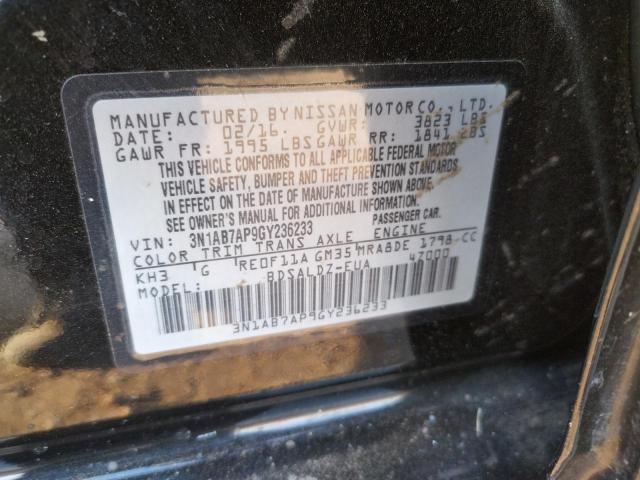 MANUFACTURED BY NISSAN MOTOR CO., LTD.
DATE: 02/16. GVWR: 3823 LBS
GAWR FR: 1995 LBS GAWR RR: 1841 LBS
THIS VEHICLE CONFORMS TO ALL APPLICABLE FEDERAL MOTOR
VEHICLE SAFETY, BUMPER AND THEFT PREVENTION STANDARDS
IN EFFECT ON DATE OF MANUFACTURE SHOWN ABOVE.
SEE OWNER'S MANUAL FOR GAWR INFORMATION
VIN: 3N1AB7AP9GY236233 PASSENGER CAR.
COLOR TRIM TRANS AXLE ENGINE
KH3 G RE0F11A GM35 MRA8DE 1798 CC
MODEL: BDSALDZ-EUA 47000
3N1AB7AP9GY236233